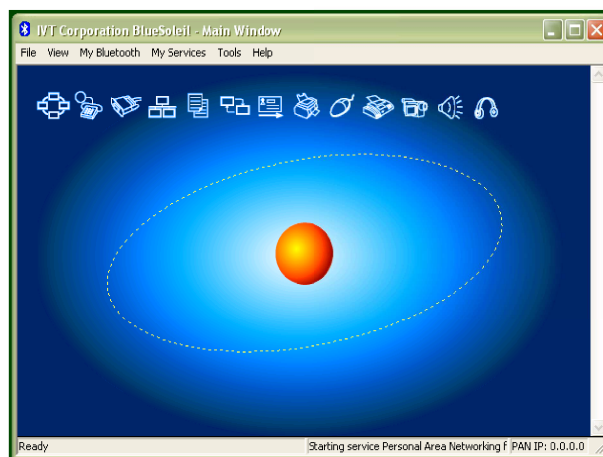 IVT Corporation BlueSoleil - Main Window
File View My Bluetooth My Services Tools Help
Ready Starting service Personal Area Networking f PAN IP: 0.0.0.0